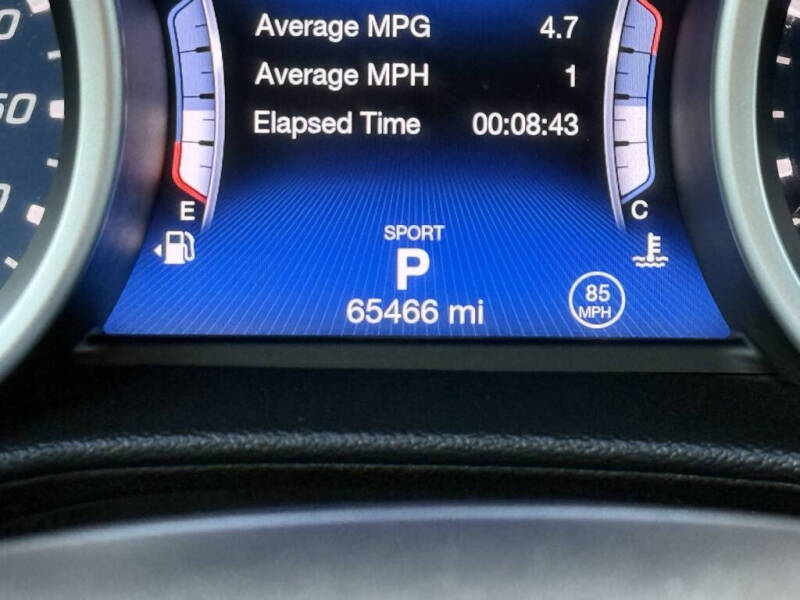 Average MPG 4.7
Average MPH 1
Elapsed Time 00:08:43
E
C
SPORT
P
65466 mi
85
MPH